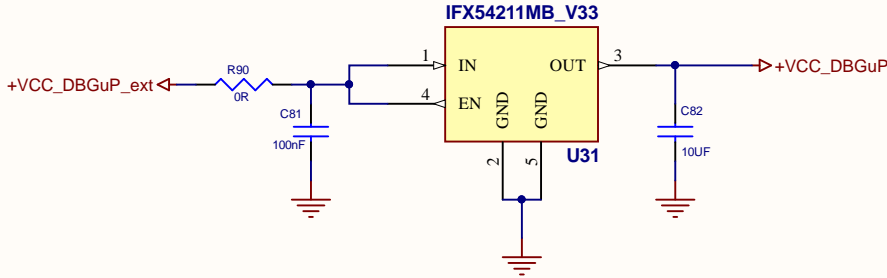 IFX54211MB_V33
+VCC_DBGuP_ext
R90
0R
C81
100nF
1
IN
4
EN
OUT
3
GND
GND
2
5
U31
+VCC_DBGuP
C82
10UF